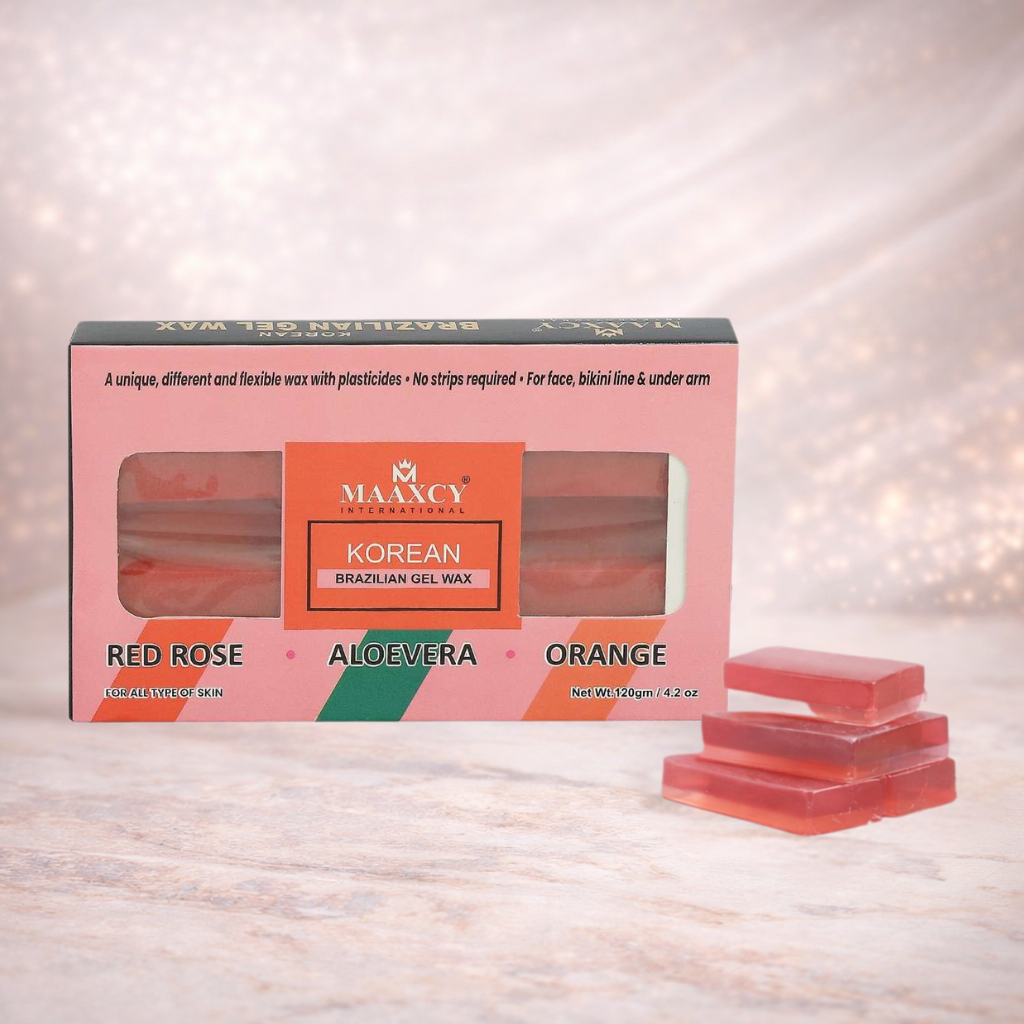 KOREAN
BRAZILIAN GEL WAX
MAAXCY
A unique, different and flexible wax with plasticides • No strips required • For face, bikini line & under arm
MAAXCY®
INTERNATIONAL
KOREAN
BRAZILIAN GEL WAX
RED ROSE • ALOEVERA • ORANGE
FOR ALL TYPE OF SKIN
Net Wt.120gm / 4.2 oz